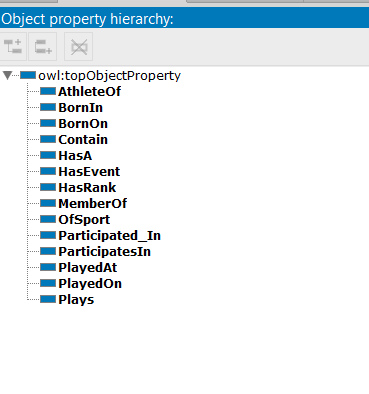 Object property hierarchy:
owl:topObjectProperty
AthleteOf
BornIn
BornOn
Contain
HasA
HasEvent
HasRank
MemberOf
OfSport
Participated_In
ParticipatesIn
PlayedAt
PlayedOn
Plays